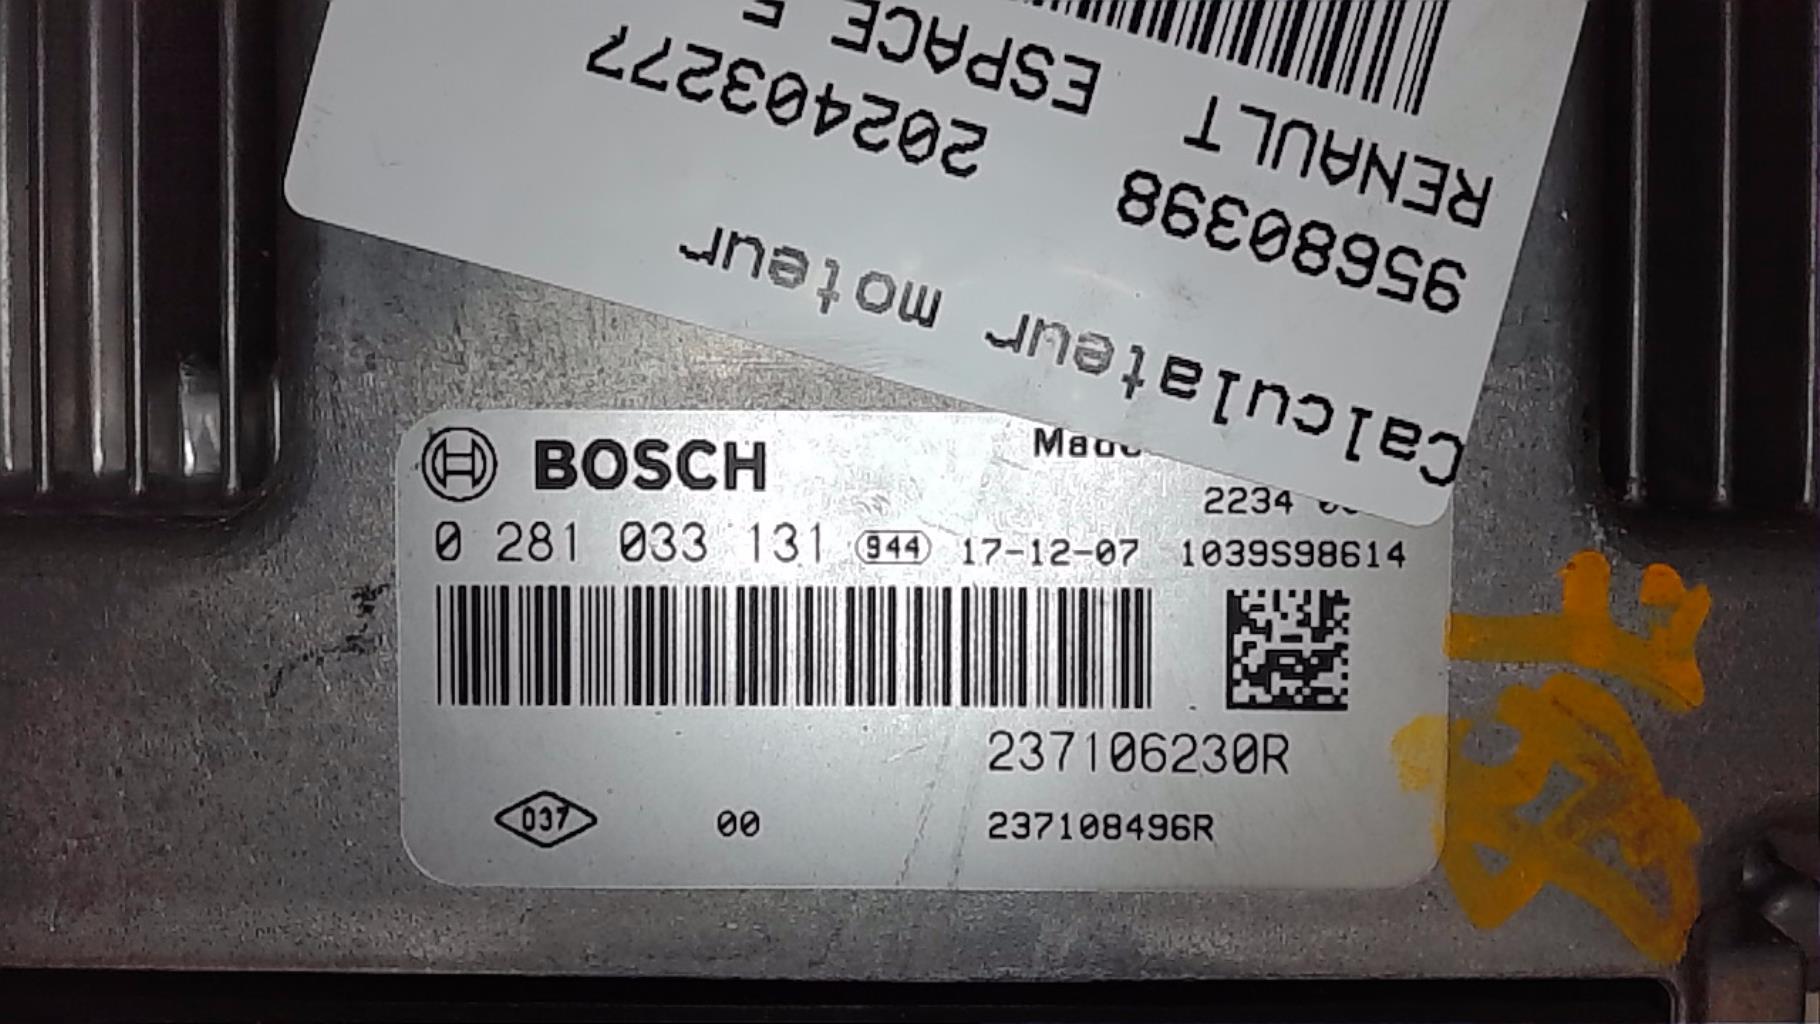 Calculateur moteur
95680398 202403277
RENAULT ESPACE
BOSCH
2234
0 281 033 131 944 17-12-07 1039S98614
237106230R
037 00 237108496R